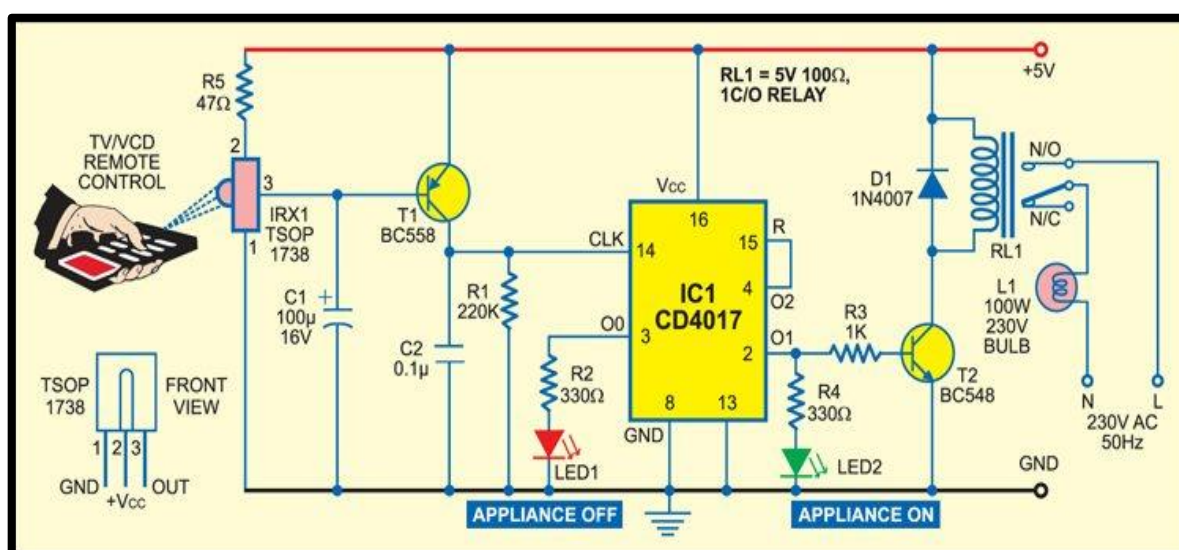 R5
47Ω
TV/VCD
REMOTE
CONTROL
2
3
1
IRX1
TSOP
1738
C1
100µ
16V
+
T1
BC558
C2
0.1µ
R1
220K
CLK
O0
R2
330Ω
LED1
RL1 = 5V 100Ω,
1C/O RELAY
VCC
16
14
15
R
4
O2
IC1
CD4017
3
2
O1
8
13
GND
R3
1K
R4
330Ω
LED2
T2
BC548
D1
1N4007
RL1
+5V
N/O
N/C
L1
100W
230V
BULB
N
L
230V AC
50Hz
GND
TSOP
1738
FRONT
VIEW
1
2
3
GND
+VCC
OUT
APPLIANCE OFF
APPLIANCE ON